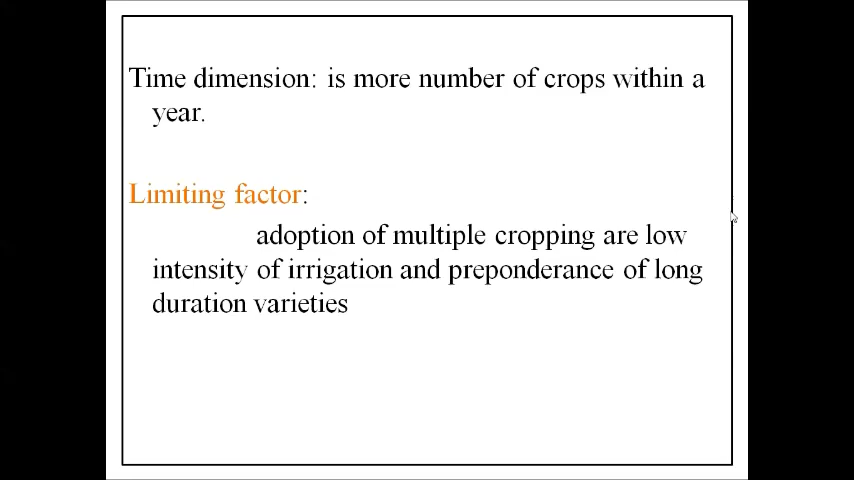 Time dimension: is more number of crops within a
year.
Limiting factor:
adoption of multiple cropping are low
intensity of irrigation and preponderance of long
duration varieties